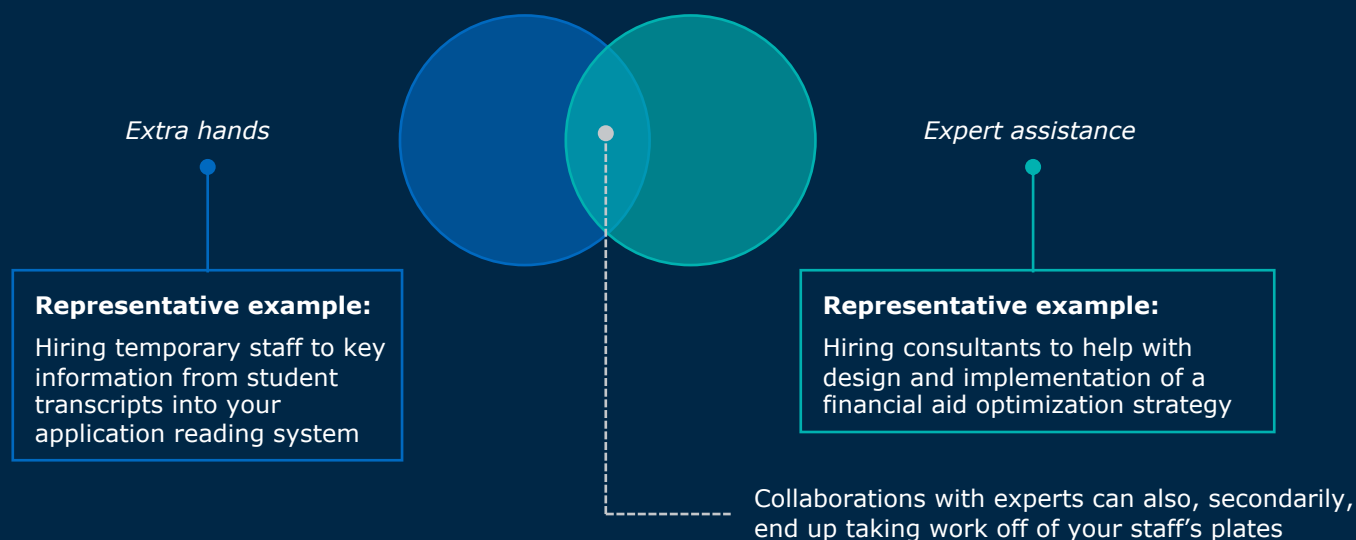 Extra hands
Expert assistance
Representative example:
Hiring temporary staff to key
information from student
transcripts into your
application reading system
Representative example:
Hiring consultants to help with
design and implementation of a
financial aid optimization strategy
Collaborations with experts can also, secondarily,
end up taking work off of your staff’s plates